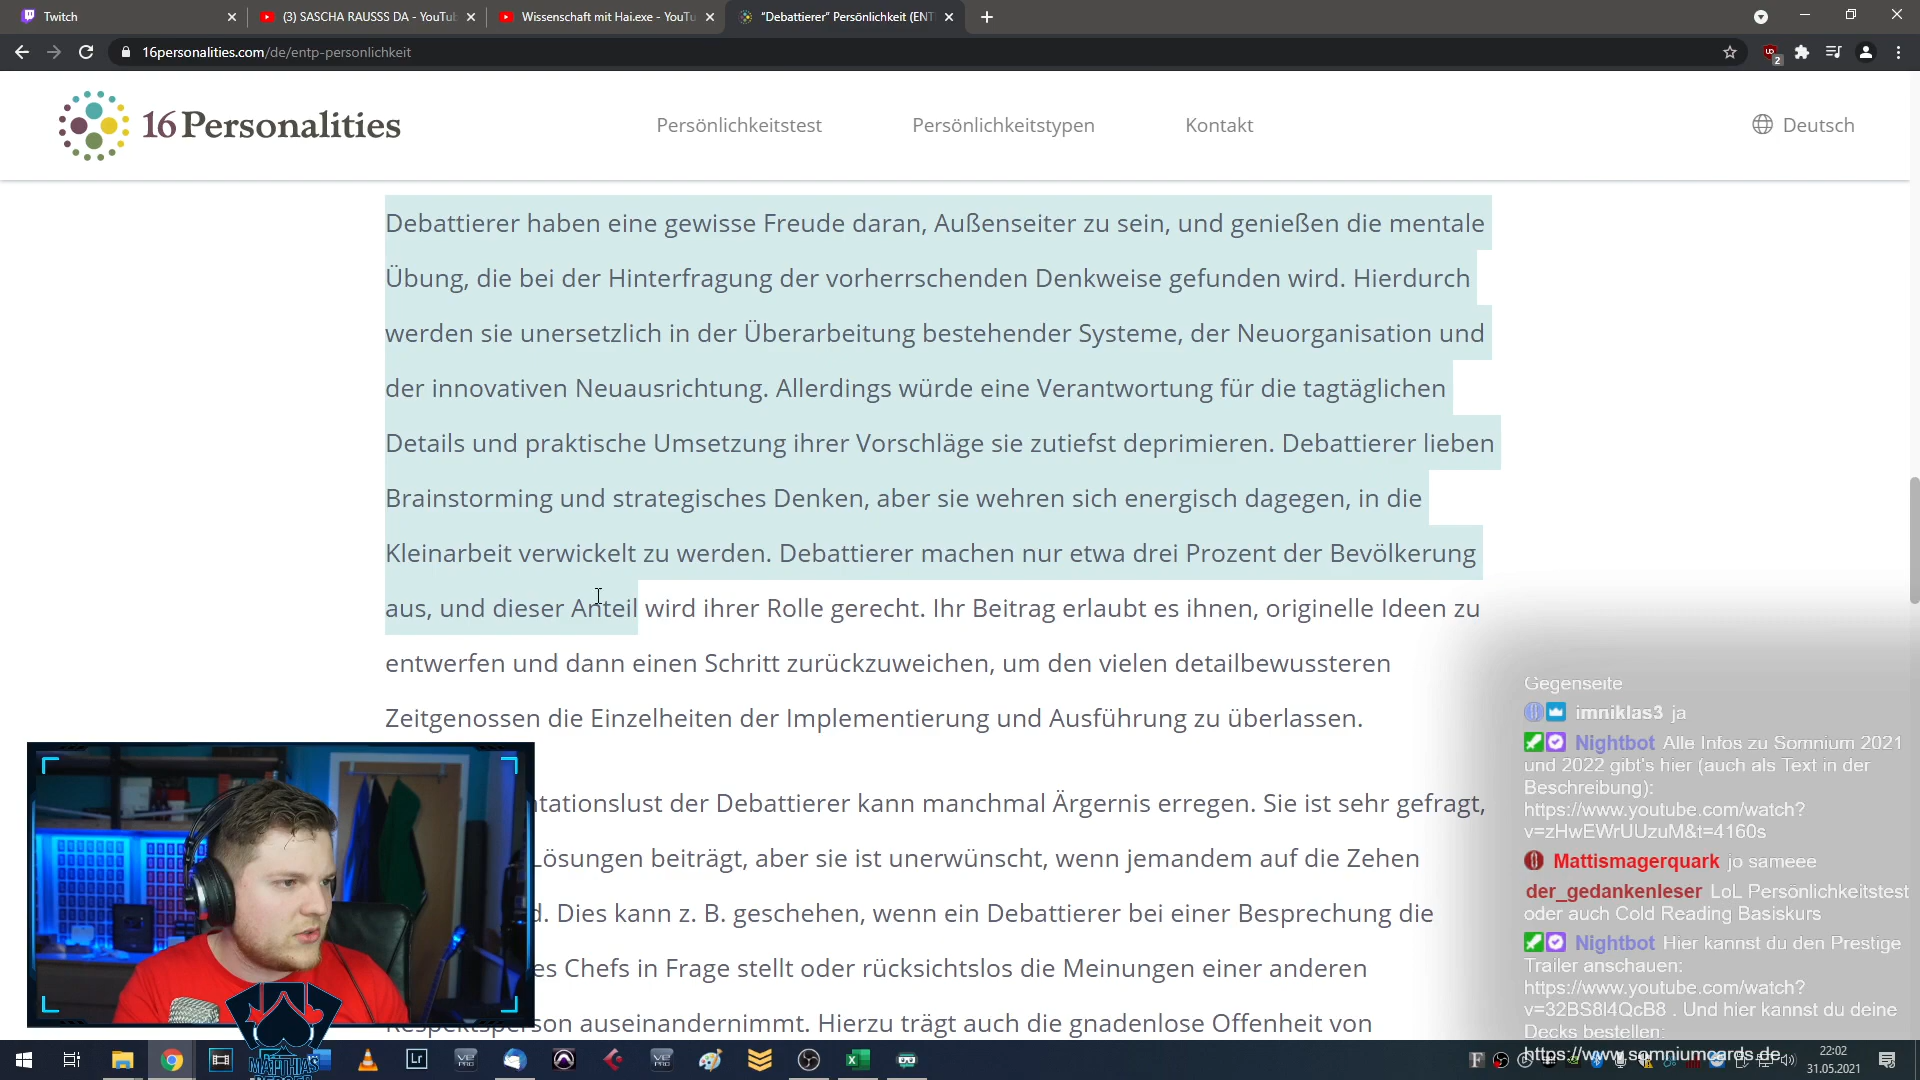 Twitch
(3) SASCHA RAUSSS DA - YouTub
Wissenschaft mit Hai.exe - YouTu
"Debattierer" Persönlichkeit (ENT
16personalities.com/de/entp-personlichkeit
2
16Personalities
Persönlichkeitstest
Persönlichkeitstypen
Kontakt
Deutsch
Debattierer haben eine gewisse Freude daran, Außenseiter zu sein, und genießen die mentale
Übung, die bei der Hinterfragung der vorherrschenden Denkweise gefunden wird. Hierdurch
werden sie unersetzlich in der Überarbeitung bestehender Systeme, der Neuorganisation und
der innovativen Neuausrichtung. Allerdings würde eine Verantwortung für die tagtäglichen
Details und praktische Umsetzung ihrer Vorschläge sie zutiefst deprimieren. Debattierer lieben
Brainstorming und strategisches Denken, aber sie wehren sich energisch dagegen, in die
Kleinarbeit verwickelt zu werden. Debattierer machen nur etwa drei Prozent der Bevölkerung
aus, und dieser Anteil wird ihrer Rolle gerecht. Ihr Beitrag erlaubt es ihnen, originelle Ideen zu
entwerfen und dann einen Schritt zurückzuweichen, um den vielen detailbewussteren
Zeitgenossen die Einzelheiten der Implementierung und Ausführung zu überlassen.
ntationslust der Debattierer kann manchmal Ärgernis erregen. Sie ist sehr gefragt,
Lösungen beiträgt, aber sie ist unerwünscht, wenn jemandem auf die Zehen
d. Dies kann z. B. geschehen, wenn ein Debattierer bei einer Besprechung die
es Chefs in Frage stellt oder rücksichtslos die Meinungen einer anderen
Respektsperson auseinandernimmt. Hierzu trägt auch die gnadenlose Offenheit von
Gegenseite
imniklas3 ja
Nightbot Alle Infos zu Somnium 2021
und 2022 gibt's hier (auch als Text in der
Beschreibung):
https://www.youtube.com/watch?
v=zHwEWrUUzuM&t=4160s
Mattismagerquark jo sameee
der_gedankenleser LoL Persönlichkeitstest
oder auch Cold Reading Basiskurs
Nightbot Hier kannst du den Prestige
Trailer anschauen:
https://www.youtube.com/watch?
v=32BS8l4QcB8 . Und hier kannst du deine
Decks bestellen:
https://www.somniumcards.de
MATTHIAS
Lrc
22:02
31.05.2021